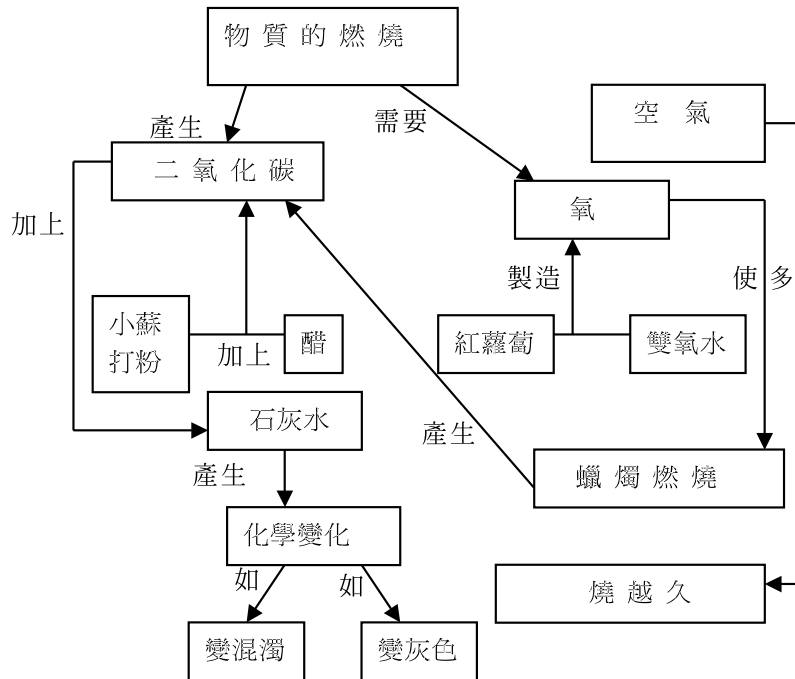 物質的燃燒
產生
需要
空氣
二氧化碳
氧
加上
製造
使多
小蘇
打粉
加上
醋
紅蘿蔔
雙氧水
石灰水
產生
產生
蠟燭燃燒
化學變化
如
如
燒越久
變混濁
變灰色